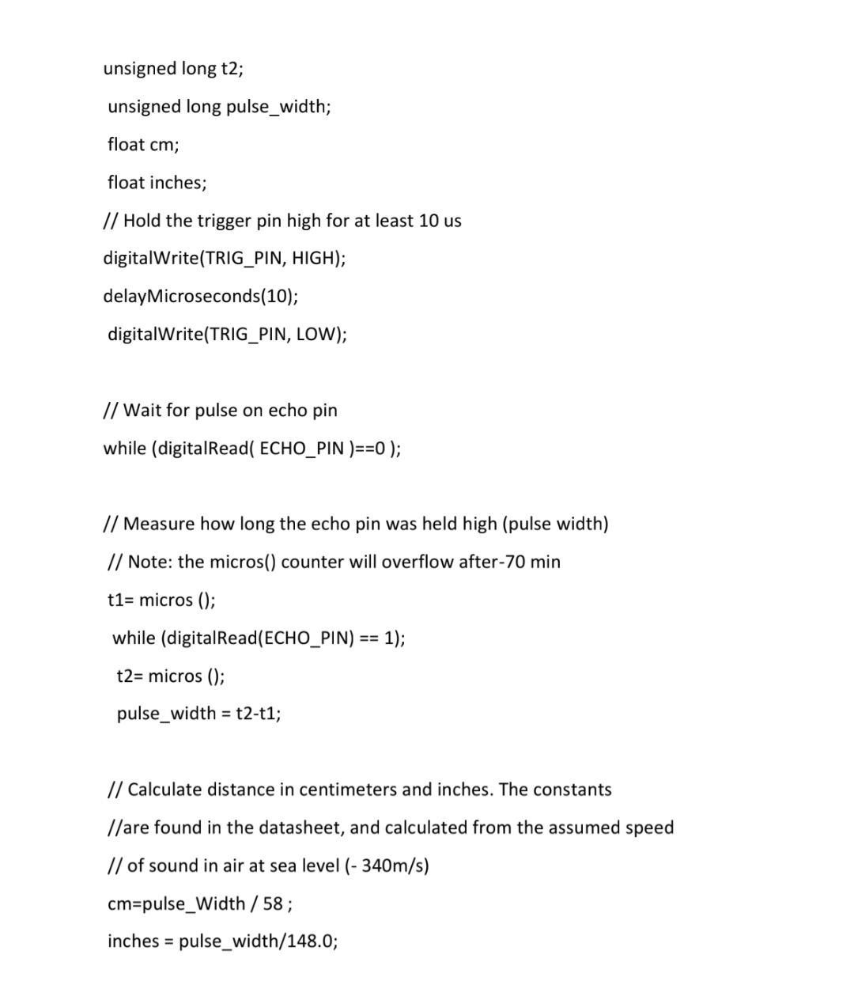 unsigned long t2;
unsigned long pulse_width;
float cm;
float inches;
// Hold the trigger pin high for at least 10 us
digitalWrite(TRIG_PIN, HIGH);
delayMicroseconds(10);
digitalWrite(TRIG_PIN, LOW);
// Wait for pulse on echo pin
while (digitalRead( ECHO_PIN )==0 );
// Measure how long the echo pin was held high (pulse width)
// Note: the micros() counter will overflow after-70 min
t1= micros ();
while (digitalRead(ECHO_PIN) == 1);
t2= micros ();
pulse_width = t2-t1;
// Calculate distance in centimeters and inches. The constants
//are found in the datasheet, and calculated from the assumed speed
// of sound in air at sea level (- 340m/s)
cm=pulse_Width / 58 ;
inches = pulse_width/148.0;